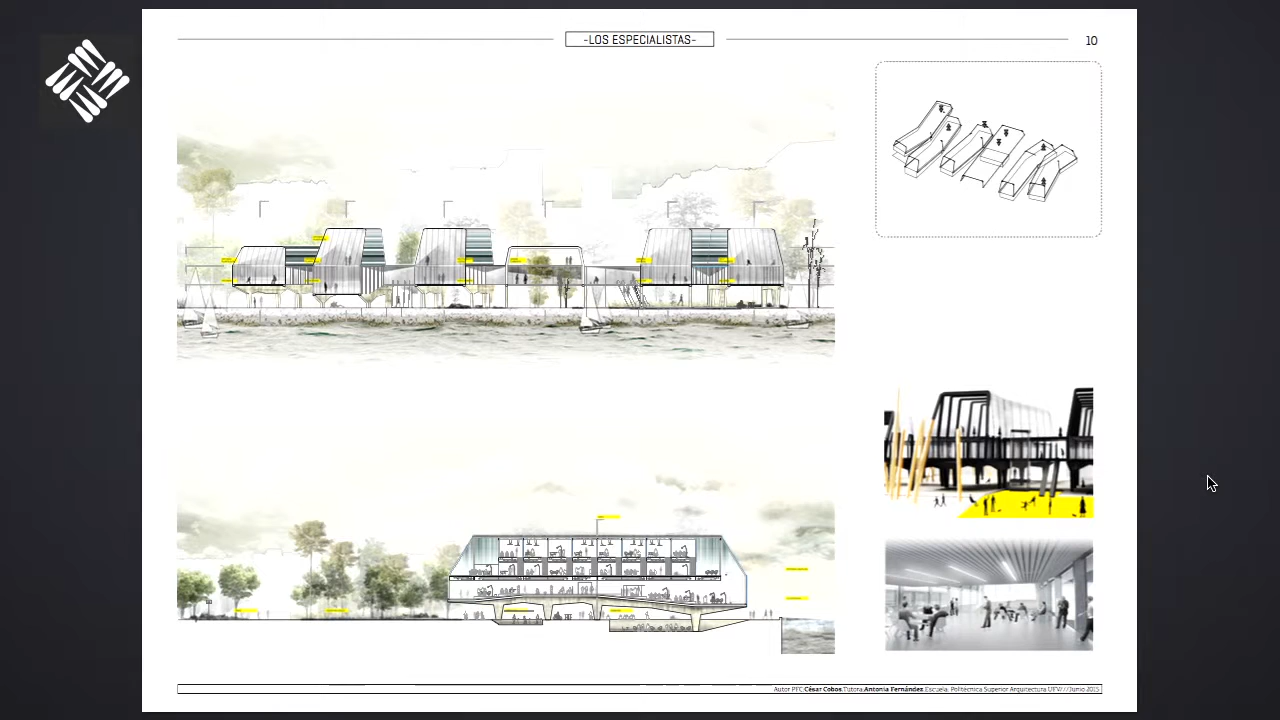 -LOS ESPECIALISTAS-
10
Autor PFC:César Cobos.Tutora:Antonia Fernández.Escuela: Politécnica Superior Arquitectura.UFV///Junio.2015